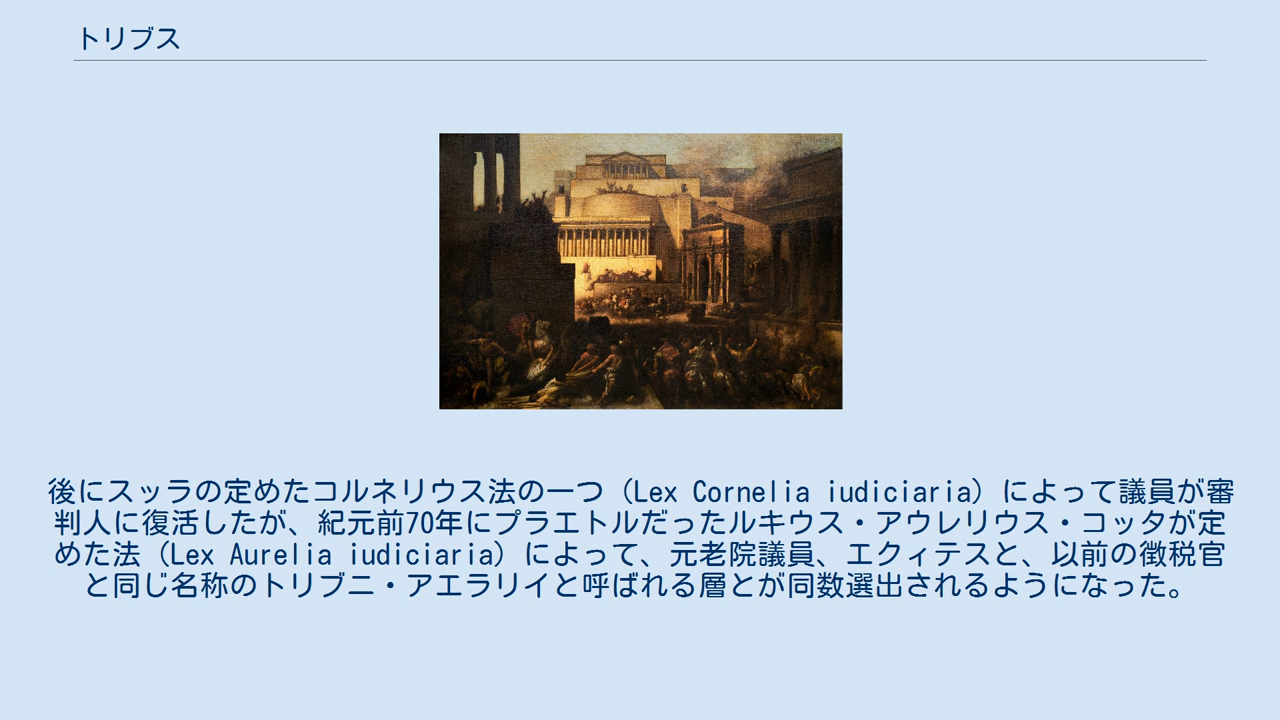 トリブス
後にスッラの定めたコルネリウス法の一つ（Lex Cornelia iudiciaria）によって議員が審
判人に復活したが、紀元前70年にプラエトルだったルキウス・アウレリウス・コッタが定
めた法（Lex Aurelia iudiciaria）によって、元老院議員、エクィテスと、以前の徴税官
と同じ名称のトリブニ・アエラリイと呼ばれる層とが同数選出されるようになった。